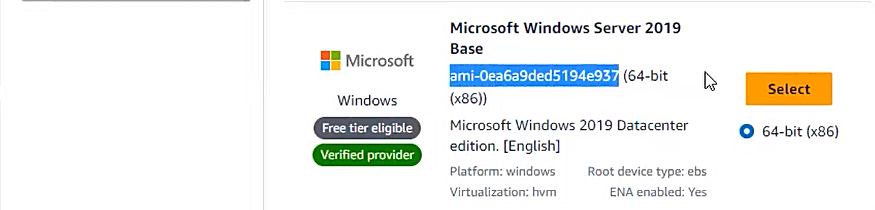 Microsoft
Windows
Free tier eligible
Verified provider
Microsoft Windows Server 2019
Base
ami-0ea6a9ded5194e937 (64-bit
(x86))
Microsoft Windows 2019 Datacenter
edition. [English]
Platform: windows Root device type: ebs
Virtualization: hvm ENA enabled: Yes
Select
64-bit (x86)